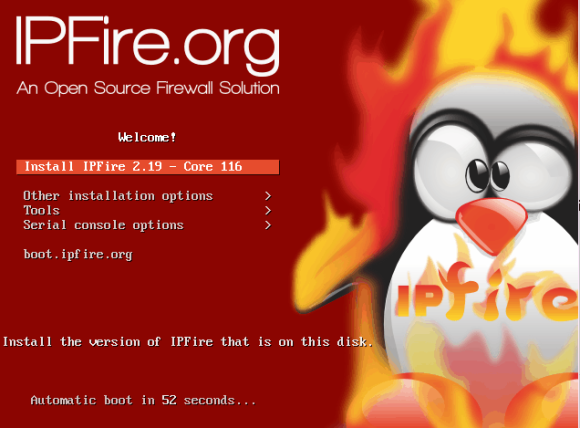 IPFire.org
An Open Source Firewall Solution
Welcome!
Install IPFire 2.19 - Core 116
Other installation options >
Tools >
Serial console options >
boot.ipfire.org
ipfire
Install the version of IPFire that is on this disk.
Automatic boot in 52 seconds...